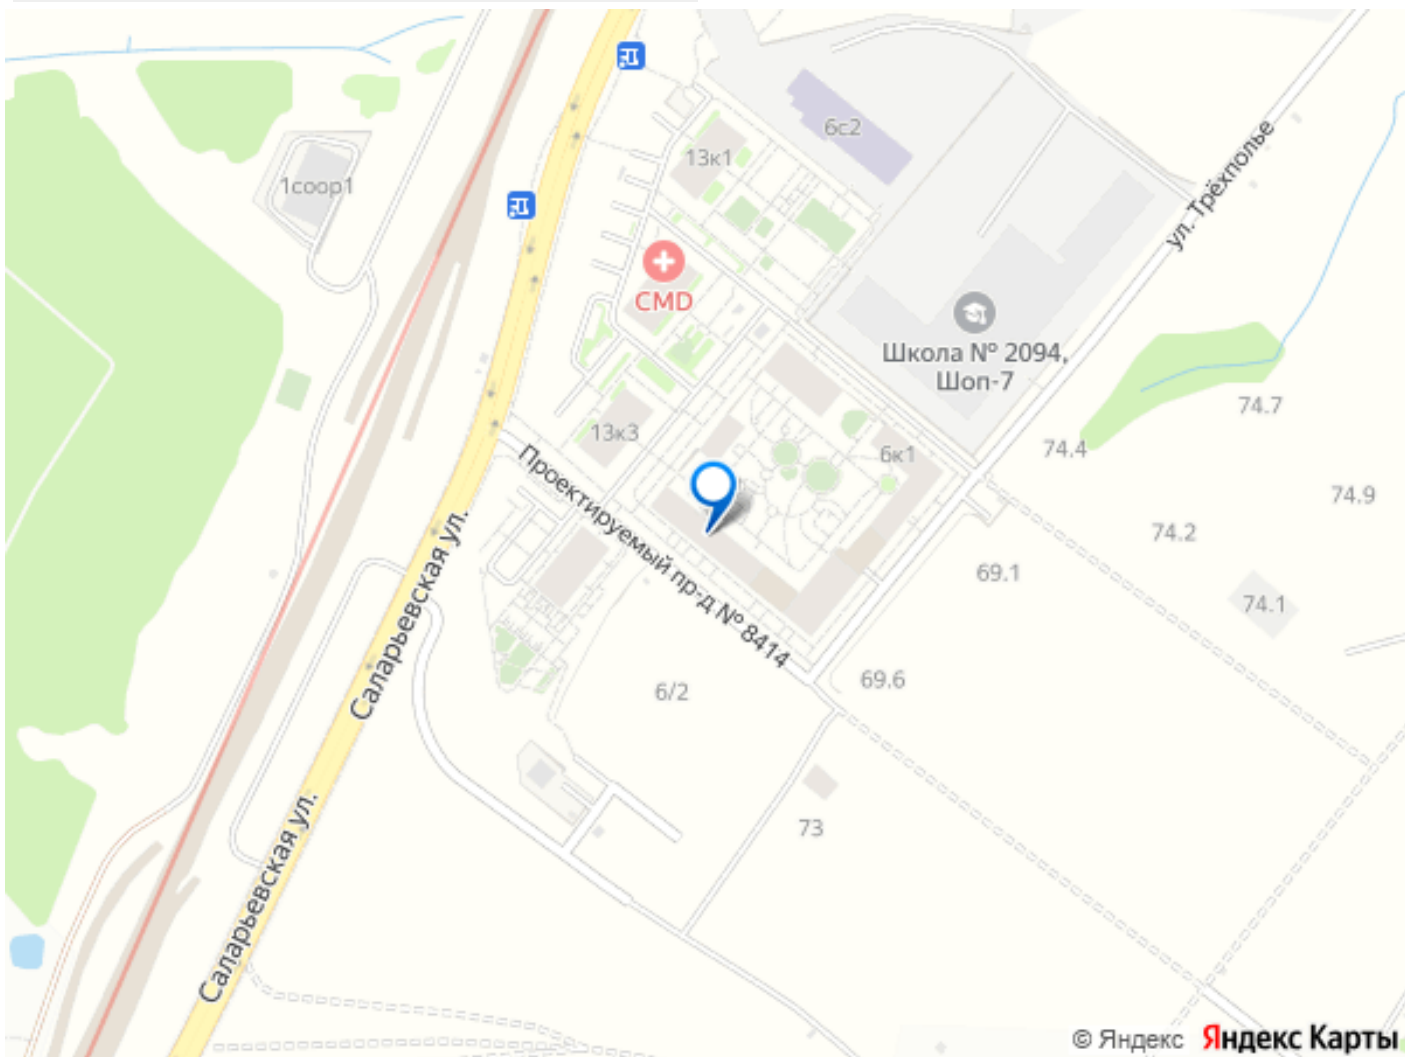 6с2
13к1
1соор1
ул. Трёхполье
CMD
Школа № 2094,
Шоп-7
74.7
13к3
6к1
74.4
74.9
Проектируемый пр-д № 8414
74.2
69.1
74.1
Саларьевская ул.
69.6
6/2
73
Саларьевская ул.
© Яндекс Яндекс Карты